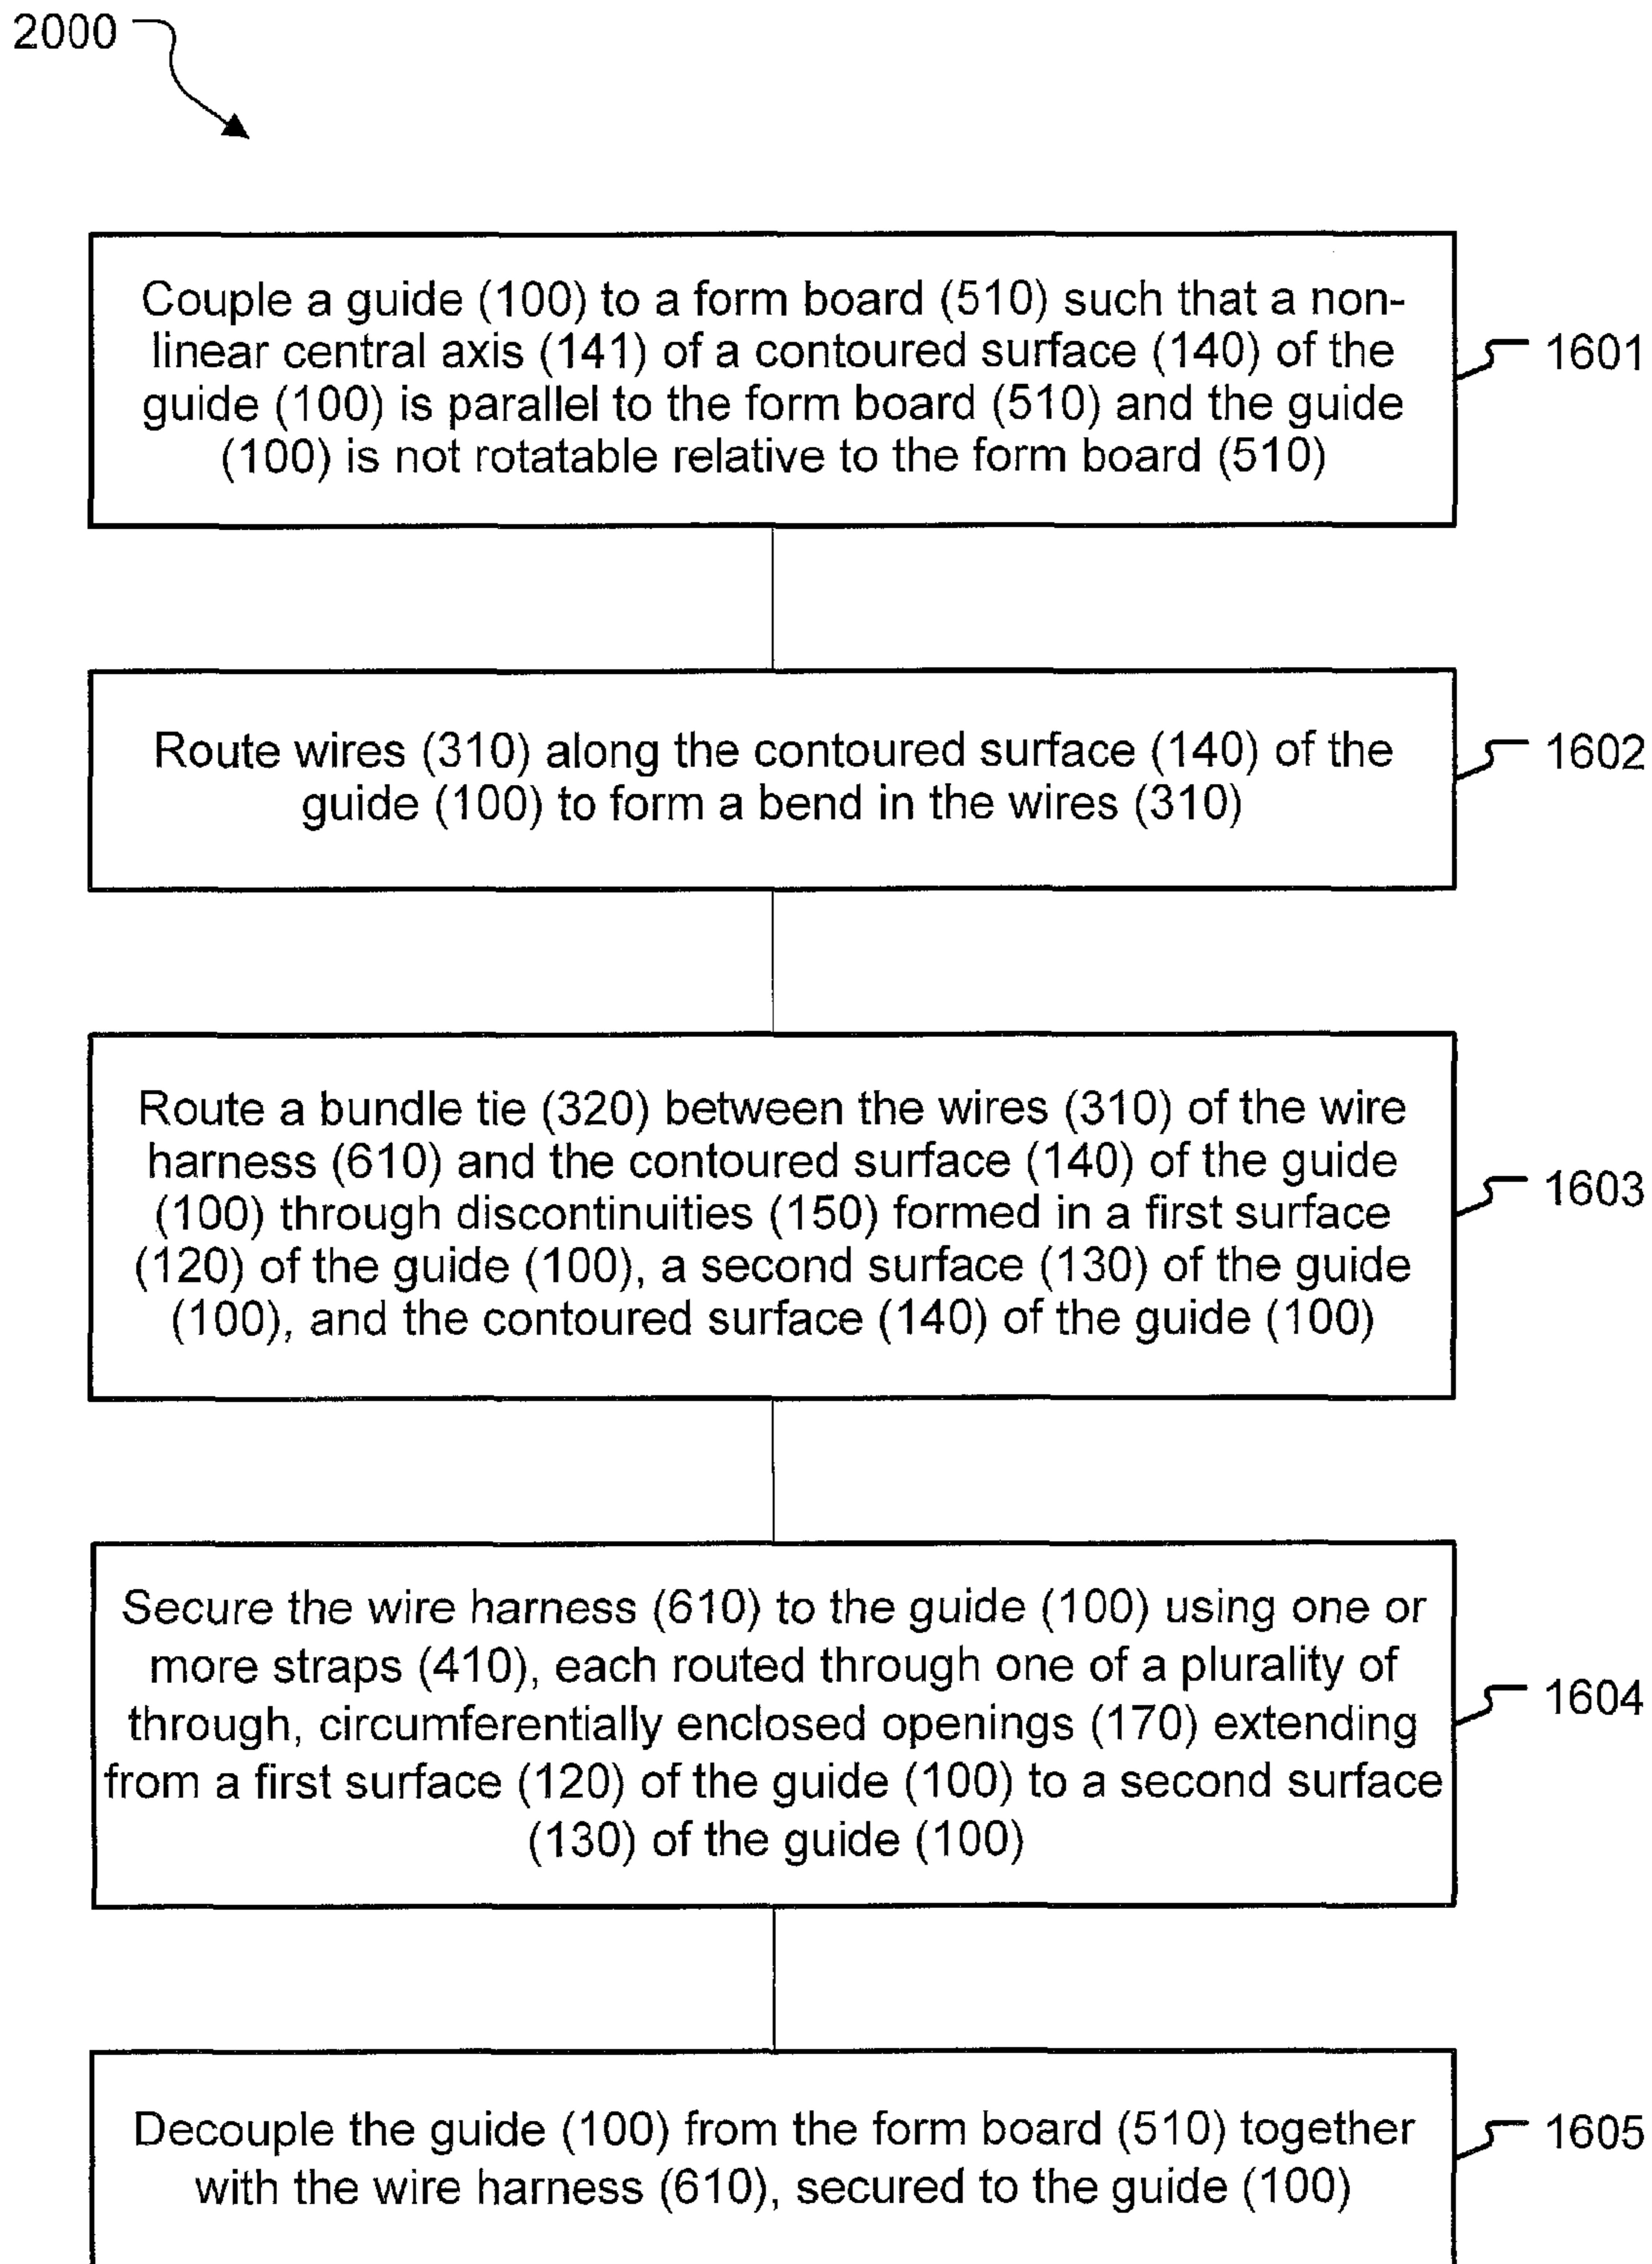 2000
Couple a guide (100) to a form board (510) such that a non-
linear central axis (141) of a contoured surface (140) of the
guide (100) is parallel to the form board (510) and the guide
(100) is not rotatable relative to the form board (510)
1601
Route wires (310) along the contoured surface (140) of the
guide (100) to form a bend in the wires (310)
1602
Route a bundle tie (320) between the wires (310) of the wire
harness (610) and the contoured surface (140) of the guide
(100) through discontinuities (150) formed in a first surface
(120) of the guide (100), a second surface (130) of the guide
(100), and the contoured surface (140) of the guide (100)
1603
Secure the wire harness (610) to the guide (100) using one or
more straps (410), each routed through one of a plurality of
through, circumferentially enclosed openings (170) extending
from a first surface (120) of the guide (100) to a second surface
(130) of the guide (100)
1604
Decouple the guide (100) from the form board (510) together
with the wire harness (610), secured to the guide (100)
1605